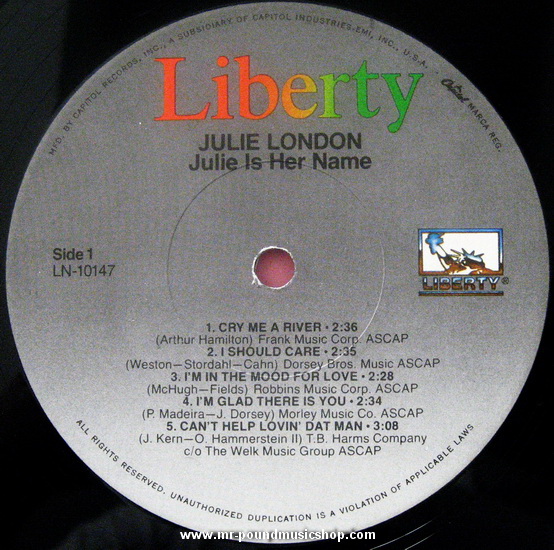 MFD. BY CAPITOL RECORDS, INC., A SUBSIDIARY OF CAPITOL INDUSTRIES-EMI, INC., U.S.A. Capitol MARCA REG.
Liberty
JULIE LONDON
Julie Is Her Name
Side 1
LN-10147
LIBERTY®
1. CRY ME A RIVER • 2:36
(Arthur Hamilton) Frank Music Corp. ASCAP
2. I SHOULD CARE • 2:35
(Weston—Stordahl—Cahn) Dorsey Bros. Music ASCAP
3. I'M IN THE MOOD FOR LOVE • 2:28
(McHugh—Fields) Robbins Music Corp. ASCAP
4. I'M GLAD THERE IS YOU • 2:34
(P. Madeira—J. Dorsey) Morley Music Co. ASCAP
5. CAN'T HELP LOVIN' DAT MAN • 3:08
(J. Kern—O. Hammerstein II) T.B. Harms Company
c/o The Welk Music Group ASCAP
ALL RIGHTS RESERVED. UNAUTHORIZED DUPLICATION IS A VIOLATION OF APPLICABLE LAWS
www.mr-poundmusicshop.com